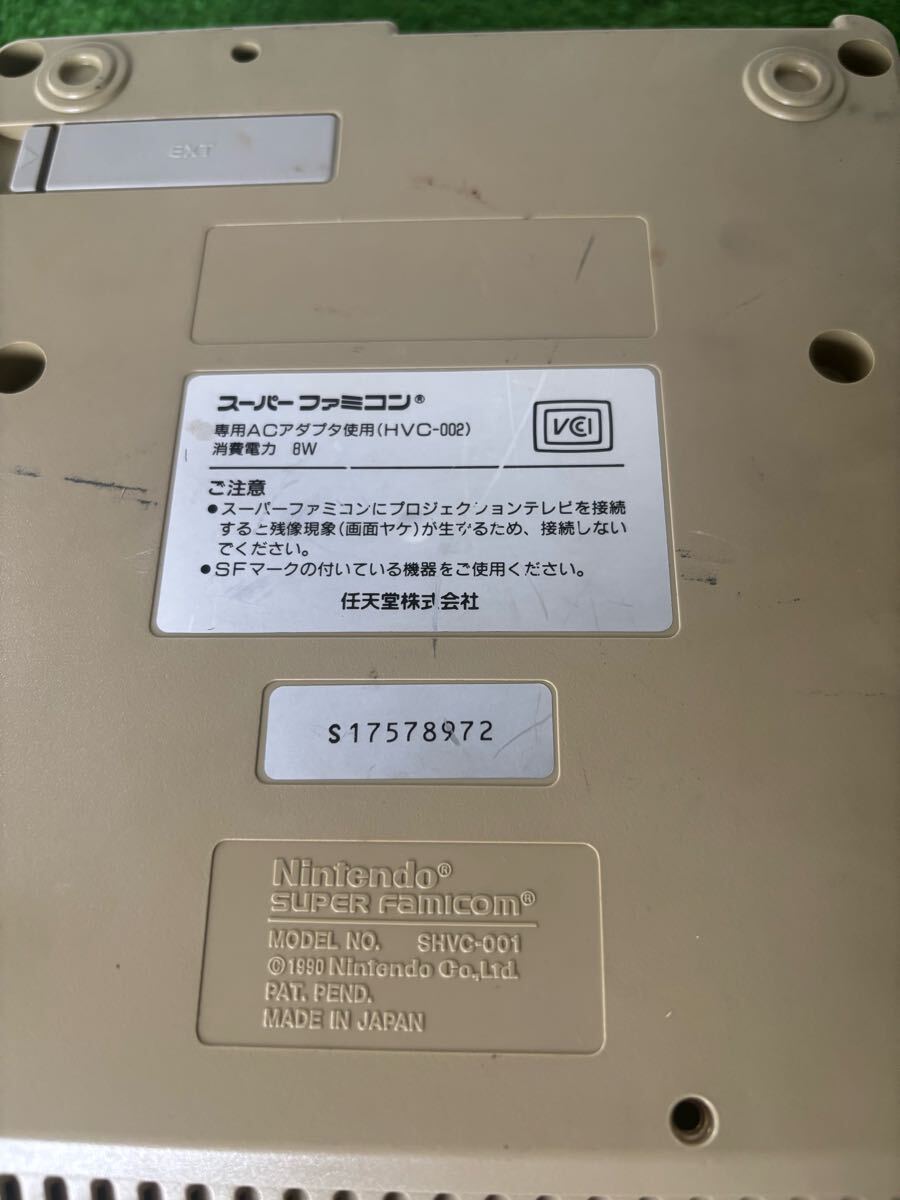 EXT
スーパーファミコン®
専用ACアダプタ使用(HVC-002)
消費電力 8W
VCI
ご注意
●スーパーファミコンにプロジェクションテレビを接続
すると残像現象(画面ヤケ)が生ずるため、接続しない
でください。
●SFマークの付いている機器をご使用ください。
任天堂株式会社
S17578972
Nintendo®
SUPER FAMICOM®
MODEL NO. SHVC-001
©1990 Nintendo Co.,Ltd.
PAT. PEND.
MADE IN JAPAN